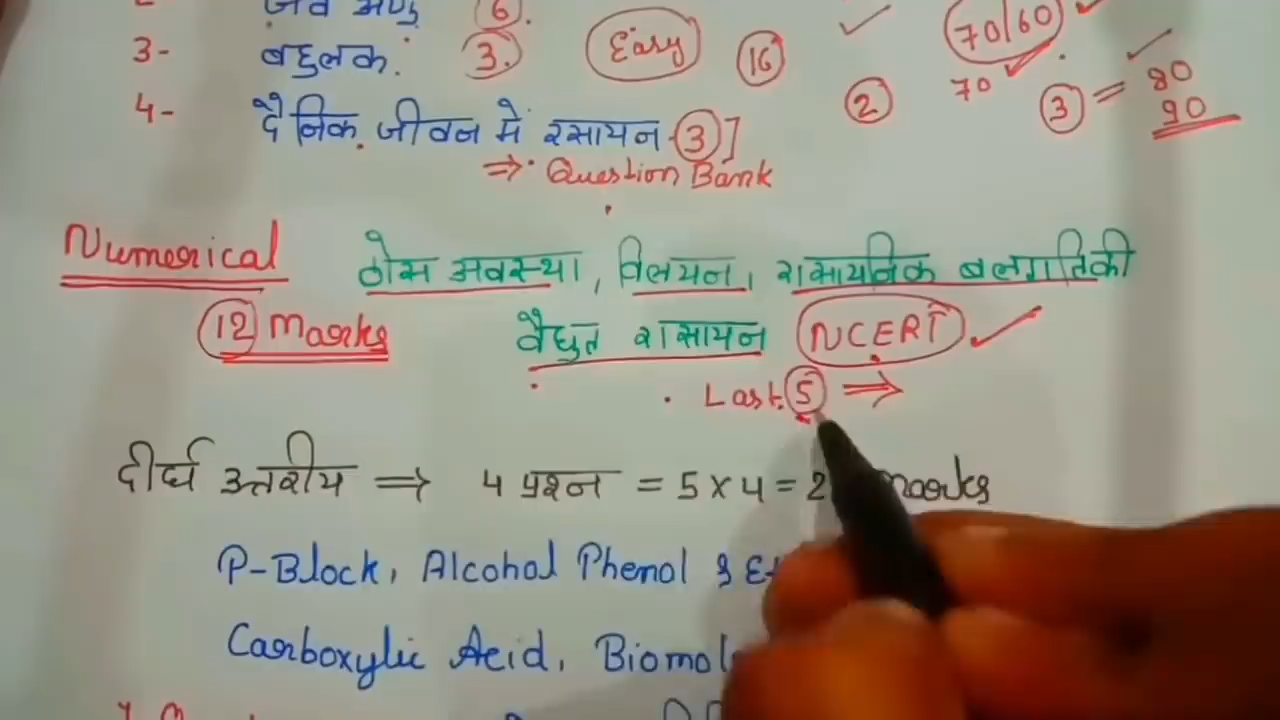 जैव अणु 6.
70/60
3- बहुलक. 3. Easy 16
70
80
4- दैनिक जीवन में रसायन 3] 2 3 = 90
⇒ Question Bank
Numerical ठोस अवस्था, विलयन, रासायनिक बलगतिकी
12 Marks वैधुत रासायन NCERT
Last. 5 ⇒
दीर्घ उत्तरीय ⇒ 4 प्रश्न = 5 x 4 = 2 marks
P-Block, Alcohol Phenol &
Carboxylic Acid,